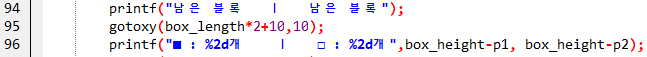 94 printf("남 은 블 록    ㅣ    남 은 블 록");
95 gotoxy(box_length*2+10,10);
96 printf("■ : %2d개    ㅣ    □ : %2d개 ",box_height-p1, box_height-p2);